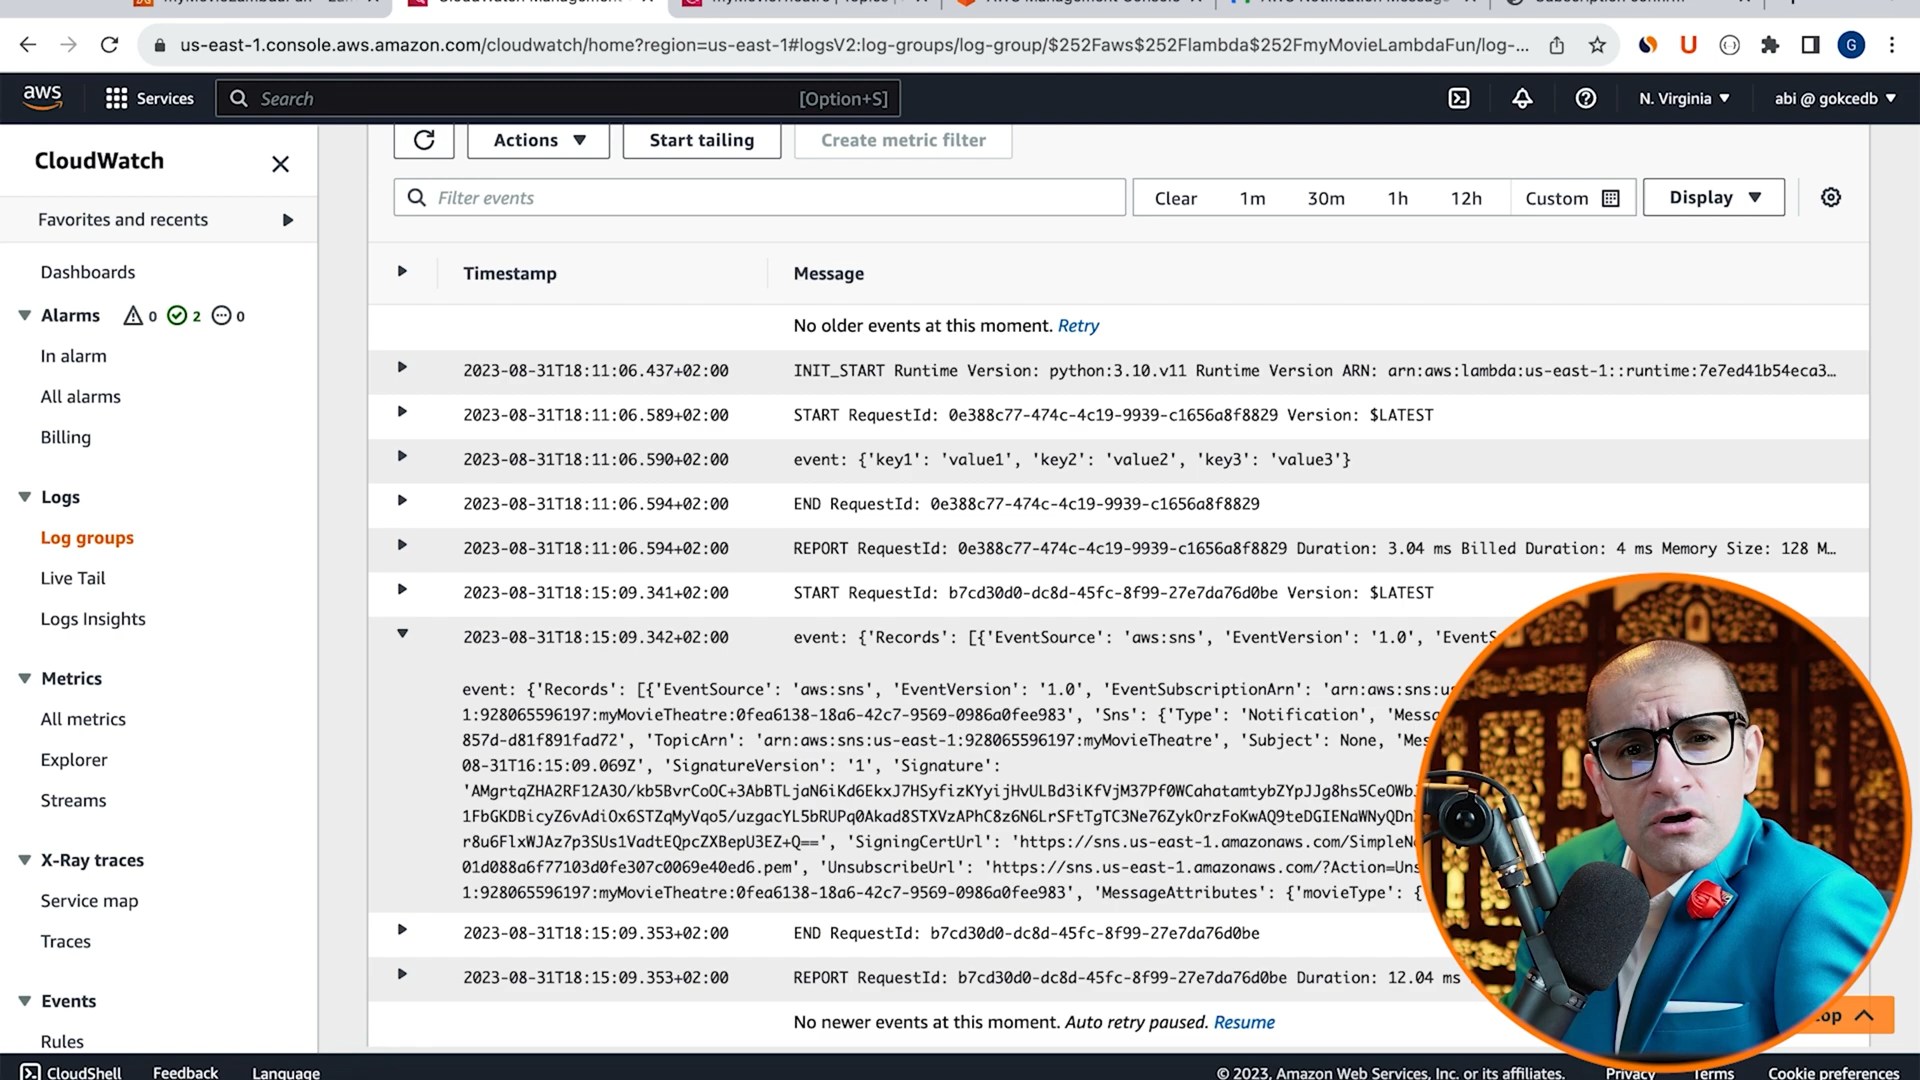 us-east-1.console.aws.amazon.com/cloudwatch/home?region=us-east-1#logsV2:log-groups/log-group/$252Faws$252Flambda$252FmyMovieLambdaFun/log-...
G
aws
Services
Search
[Option+S]
N. Virginia
abi @ gokcedb
CloudWatch
Actions
Start tailing
Create metric filter
Filter events
Clear
1m
30m
1h
12h
Custom
Display
Favorites and recents
Dashboards
Alarms
0
2
0
In alarm
All alarms
Billing
Logs
Log groups
Live Tail
Logs Insights
Metrics
All metrics
Explorer
Streams
X-Ray traces
Service map
Traces
Events
Rules
Timestamp
Message
No older events at this moment. Retry
2023-08-31T18:11:06.437+02:00 INIT_START Runtime Version: python:3.10.v11 Runtime Version ARN: arn:aws:lambda:us-east-1::runtime:7e7ed41b54eca3…
2023-08-31T18:11:06.589+02:00 START RequestId: 0e388c77-474c-4c19-9939-c1656a8f8829 Version: $LATEST
2023-08-31T18:11:06.590+02:00 event: {'key1': 'value1', 'key2': 'value2', 'key3': 'value3'}
2023-08-31T18:11:06.594+02:00 END RequestId: 0e388c77-474c-4c19-9939-c1656a8f8829
2023-08-31T18:11:06.594+02:00 REPORT RequestId: 0e388c77-474c-4c19-9939-c1656a8f8829 Duration: 3.04 ms Billed Duration: 4 ms Memory Size: 128 M…
2023-08-31T18:15:09.341+02:00 START RequestId: b7cd30d0-dc8d-45fc-8f99-27e7da76d0be Version: $LATEST
2023-08-31T18:15:09.342+02:00 event: {'Records': [{'EventSource': 'aws:sns', 'EventVersion': '1.0', 'EventS
event: {'Records': [{'EventSource': 'aws:sns', 'EventVersion': '1.0', 'EventSubscriptionArn': 'arn:aws:sns:us
1:928065596197:myMovieTheatre:0fea6138-18a6-42c7-9569-0986a0fee983', 'Sns': {'Type': 'Notification', 'Messa
857d-d81f891fad72', 'TopicArn': 'arn:aws:sns:us-east-1:928065596197:myMovieTheatre', 'Subject': None, 'Mes
08-31T16:15:09.069Z', 'SignatureVersion': '1', 'Signature':
'AMgrtqZHA2RF12A3O/kb5BvrCoOC+3AbBTLjaN6iKd6EkxJ7HSyfizKYyijHvULBd3iKfVjM37Pf0WCahatamtybZYpJJg8hs5CeOWb
1FbGKDBicyZ6vAdiOx6STZqMyVqo5/uzgacYL5bRUPq0Akad8STXVzAPhC8z6N6LrSFtTgTC3Ne76ZykOrzFoKwAQ9teDGIENaWNyQDn
r8u6FlxWJAz7p3SUs1VadtEQpcZXBepU3EZ+Q==', 'SigningCertUrl': 'https://sns.us-east-1.amazonaws.com/SimpleNo
01d088a6f77103d0fe307c0069e40ed6.pem', 'UnsubscribeUrl': 'https://sns.us-east-1.amazonaws.com/?Action=Uns
1:928065596197:myMovieTheatre:0fea6138-18a6-42c7-9569-0986a0fee983', 'MessageAttributes': {'movieType': {
2023-08-31T18:15:09.353+02:00 END RequestId: b7cd30d0-dc8d-45fc-8f99-27e7da76d0be
2023-08-31T18:15:09.353+02:00 REPORT RequestId: b7cd30d0-dc8d-45fc-8f99-27e7da76d0be Duration: 12.04 ms
No newer events at this moment. Auto retry paused. Resume
CloudShell
Feedback
Language
© 2023, Amazon Web Services, Inc. or its affiliates.
Privacy
Terms
Cookie preferences